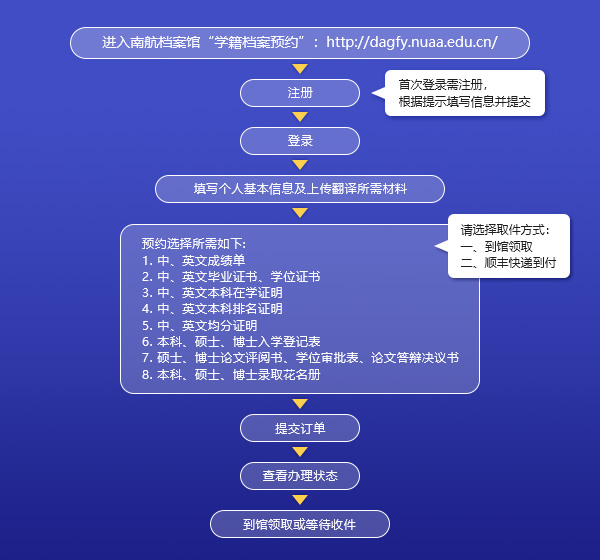 进入南航档案馆“学籍档案预约”：http://dagfy.nuaa.edu.cn/
注册
首次登录需注册，
根据提示填写信息并提交
登录
填写个人基本信息及上传翻译所需材料
请选择取件方式：
一、到馆领取
二、顺丰快递到付
预约选择所需如下:
1. 中、英文成绩单
2. 中、英文毕业证书、学位证书
3. 中、英文本科在学证明
4. 中、英文本科排名证明
5. 中、英文均分证明
6. 本科、硕士、博士入学登记表
7. 硕士、博士论文评阅书、学位审批表、论文答辩决议书
8. 本科、硕士、博士录取花名册
提交订单
查看办理状态
到馆领取或等待收件